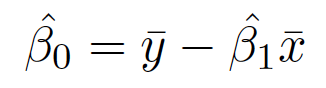 β̂₀ = ȳ − β̂₁x̄